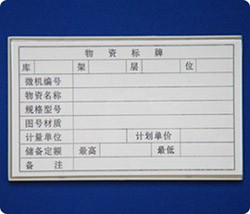 物资标牌
库 架 层 位
微机编号
物资名称
规格型号
图号材质
计量单位 计划单价
储备定额 最高 最低
备注